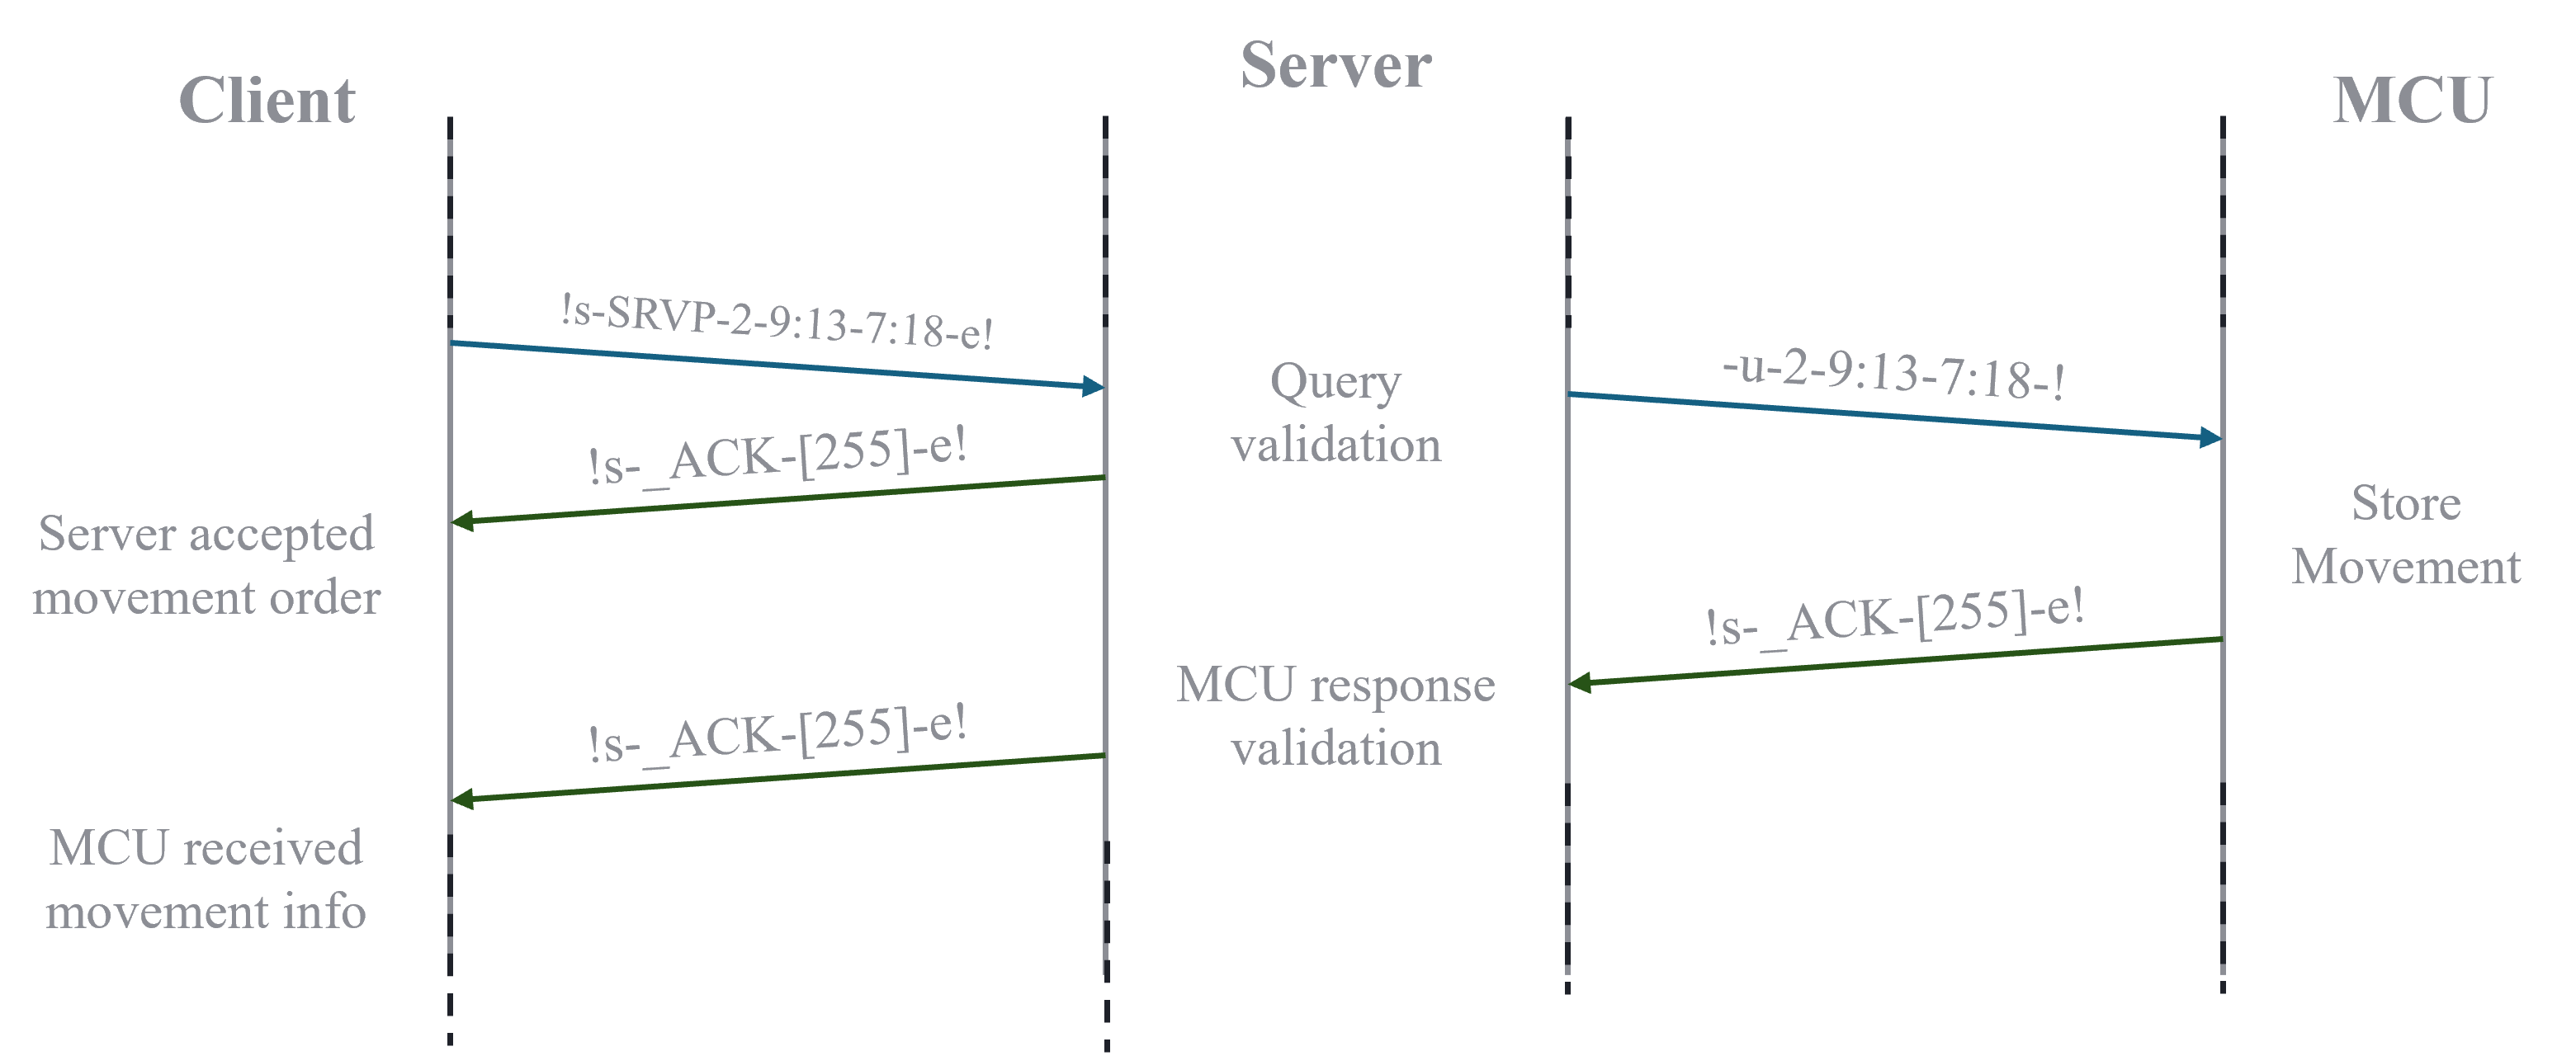 Client
Server
MCU
!s-SRVP-2-9:13-7:18-e!
Query
validation
-u-2-9:13-7:18-!
!s-_ACK-[255]-e!
Server accepted
movement order
Store
Movement
!s-_ACK-[255]-e!
MCU response
validation
!s-_ACK-[255]-e!
MCU received
movement info